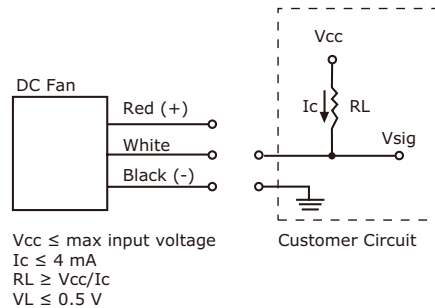 Vcc
DC Fan
Ic
RL
Red (+)
Vsig
White
Black (-)
Vcc ≤ max input voltage
Customer Circuit
Ic ≤ 4 mA
RL ≥ Vcc/Ic
VL ≤ 0.5 V